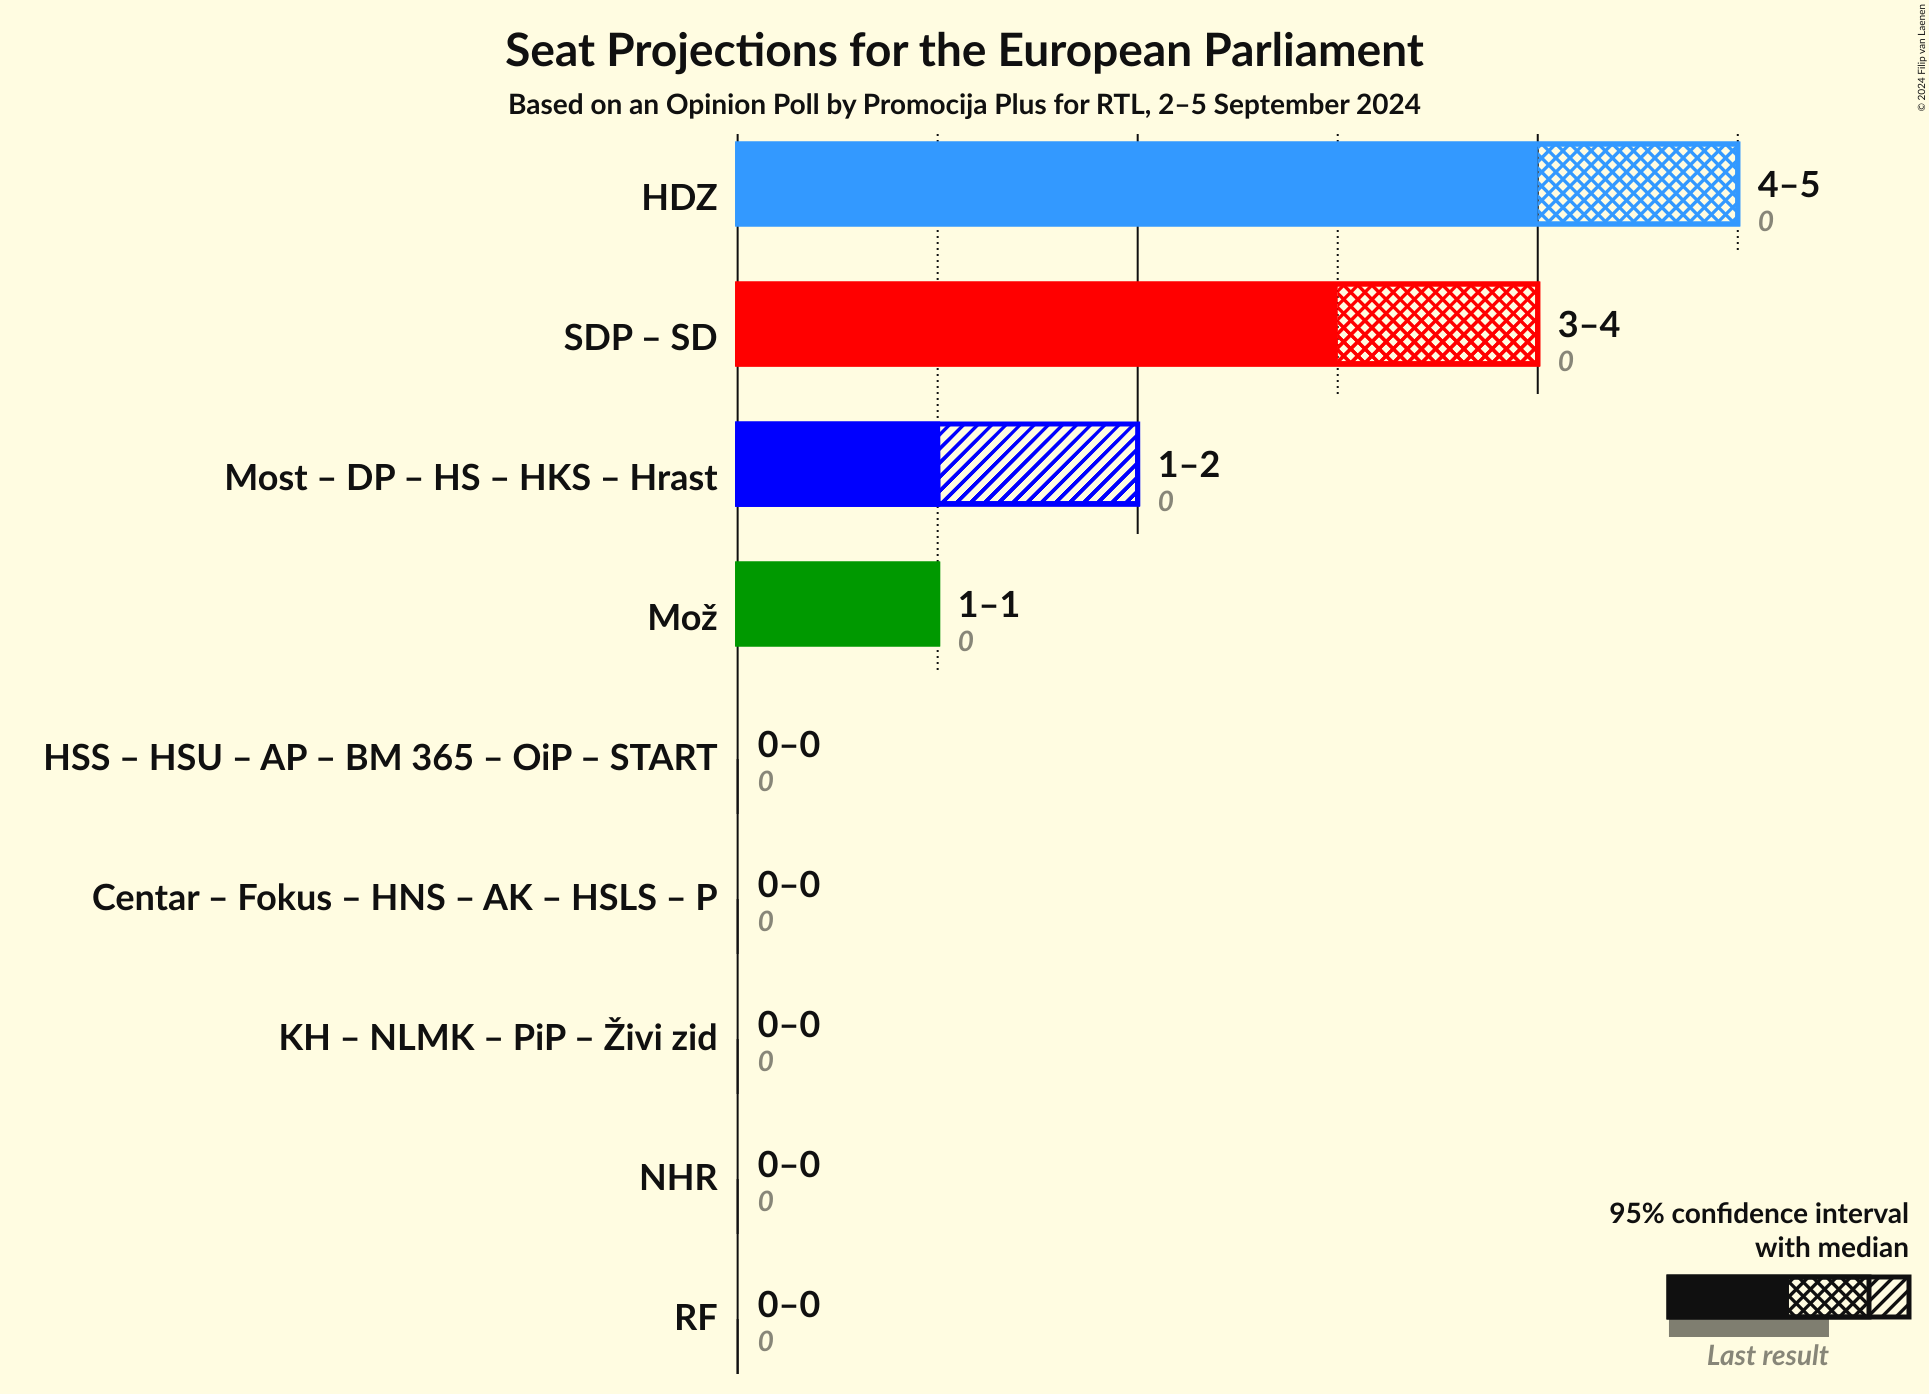 Seat Projections for the European Parliament
Based on an Opinion Poll by Promocija Plus for RTL, 2–5 September 2024
© 2024 Filip van Laenen
HDZ
4–5
0
SDP – SD
3–4
0
Most – DP – HS – HKS – Hrast
1–2
0
Mož
1–1
0
HSS – HSU – AP – BM 365 – OiP – START
0–0
0
Centar – Fokus – HNS – AK – HSLS – P
0–0
0
KH – NLMK – PiP – Živi zid
0–0
0
NHR
0–0
0
RF
0–0
0
95% confidence interval
with median
Last result